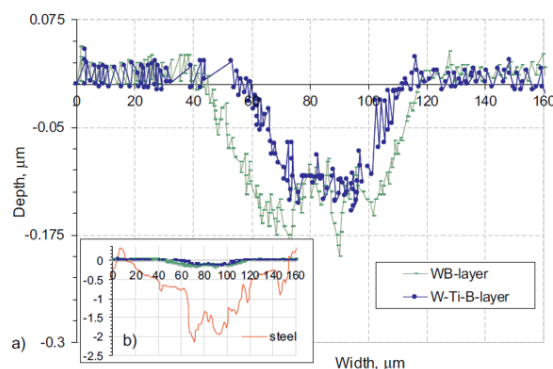 0.075
0 20 40 60 80 100 120 140 160
-0.05
-0.175
-0.3
Depth, µm
Width, µm
a)
WB-layer
W-Ti-B-layer
0
-0.5
-1
-1.5
-2
-2.5
0 20 40 60 80 100 120 140 160
b)
steel